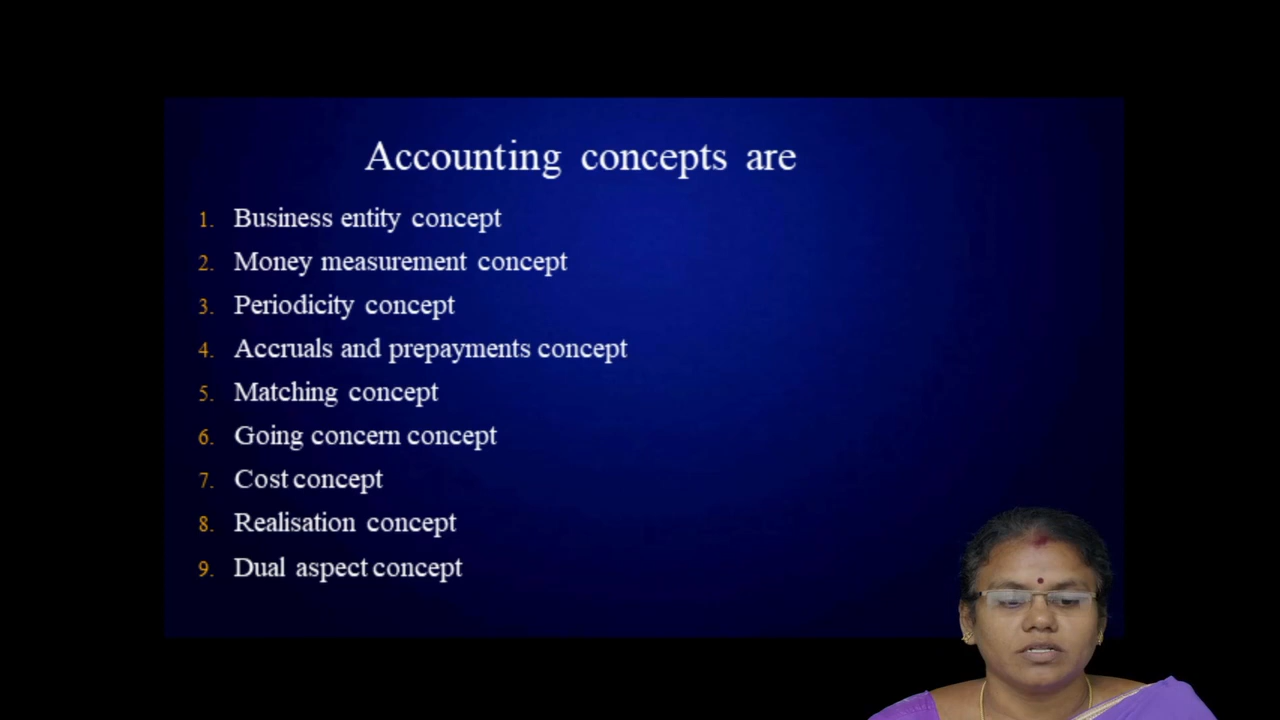 Accounting concepts are
1. Business entity concept
2. Money measurement concept
3. Periodicity concept
4. Accruals and prepayments concept
5. Matching concept
6. Going concern concept
7. Cost concept
8. Realisation concept
9. Dual aspect concept